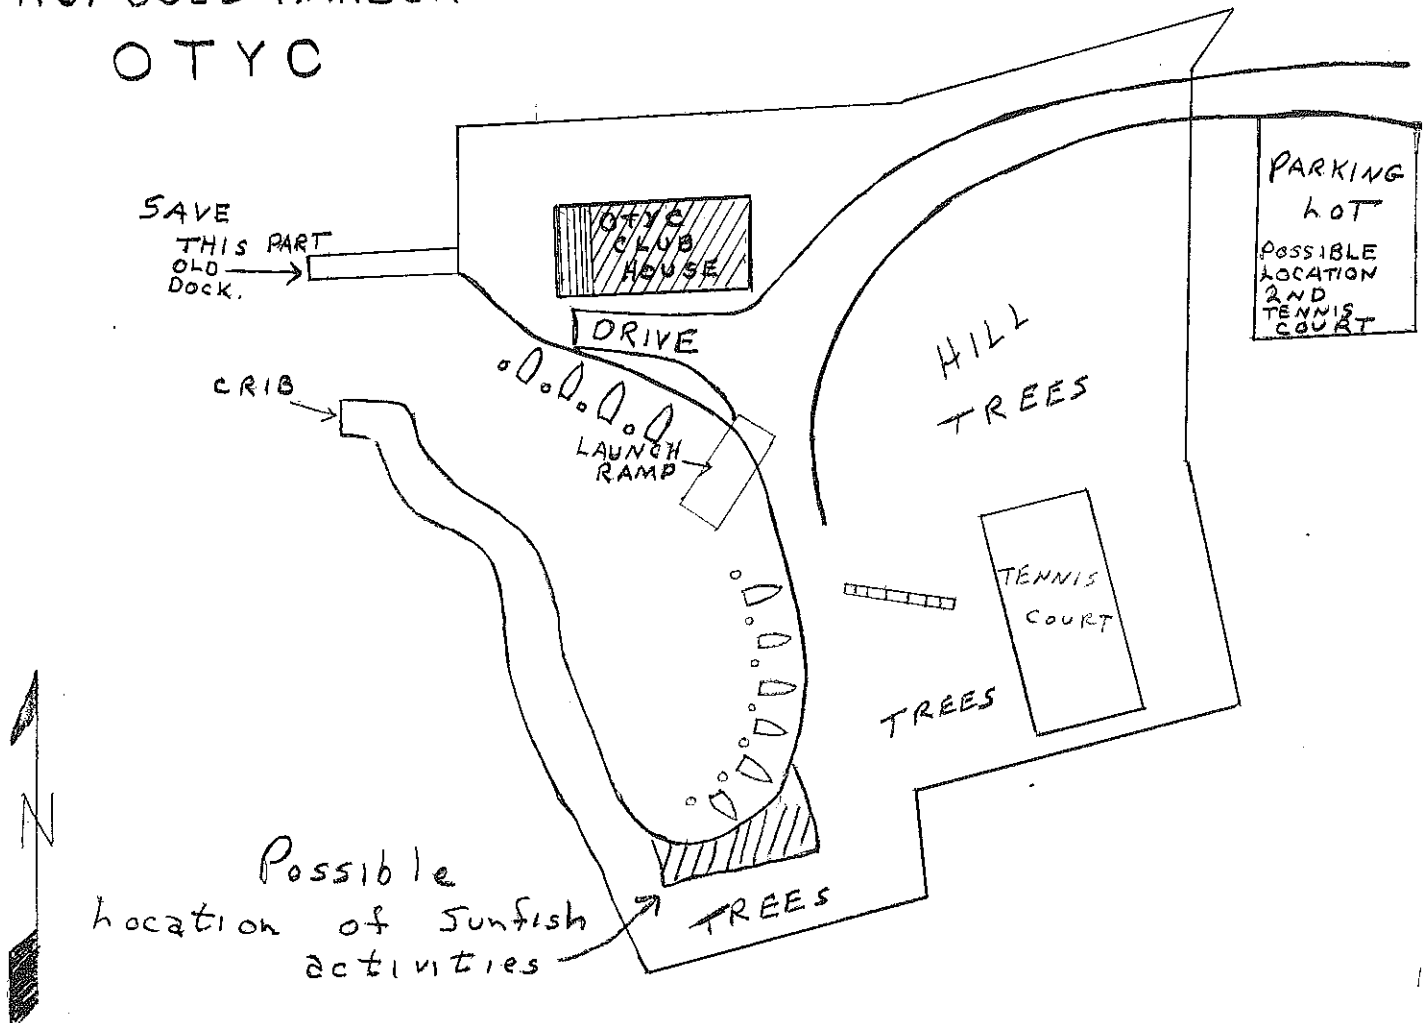 OTYC
SAVE
THIS PART
OLD
DOCK.
OTYC
CLUB
HOUSE
DRIVE
CRIB
LAUNCH
RAMP
HILL
TREES
PARKING
LOT
POSSIBLE
LOCATION
2ND
TENNIS
COURT
TENNIS
COURT
TREES
N
Possible
Location of Sunfish
activities
TREES